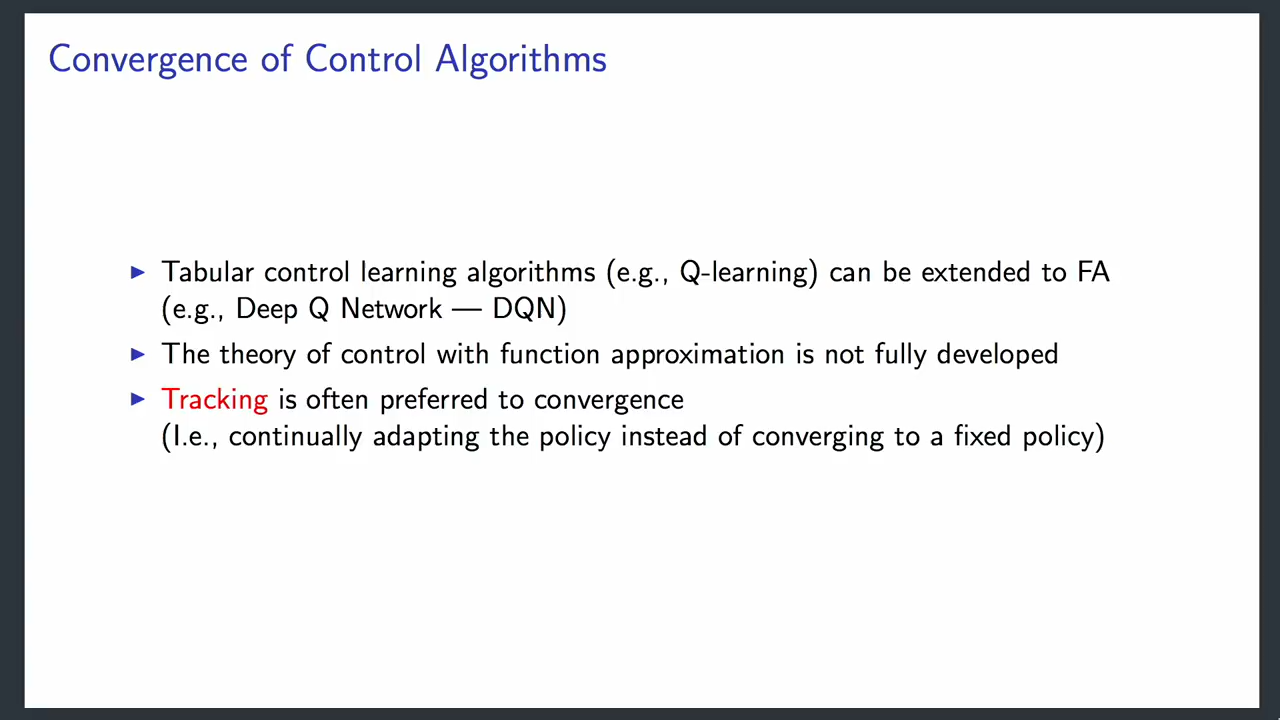 Convergence of Control Algorithms
▶ Tabular control learning algorithms (e.g., Q-learning) can be extended to FA
(e.g., Deep Q Network — DQN)
▶ The theory of control with function approximation is not fully developed
▶ Tracking is often preferred to convergence
(I.e., continually adapting the policy instead of converging to a fixed policy)